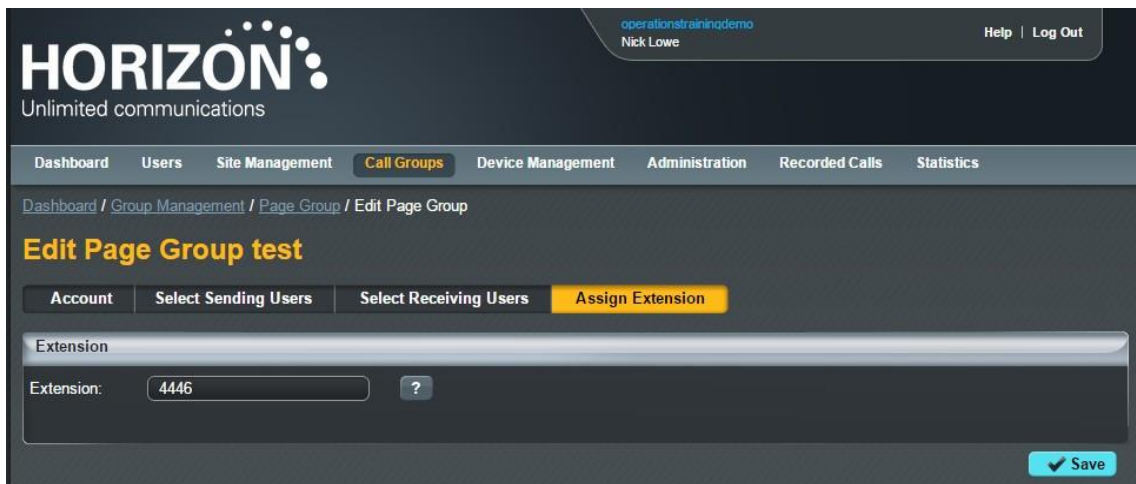 operationstrainingdemo
Nick Lowe
Help | Log Out
HORIZON
Unlimited communications
Dashboard Users Site Management Call Groups Device Management Administration Recorded Calls Statistics
Dashboard / Group Management / Page Group / Edit Page Group
Edit Page Group test
Account Select Sending Users Select Receiving Users Assign Extension
Extension
Extension: 4446 ?
Save